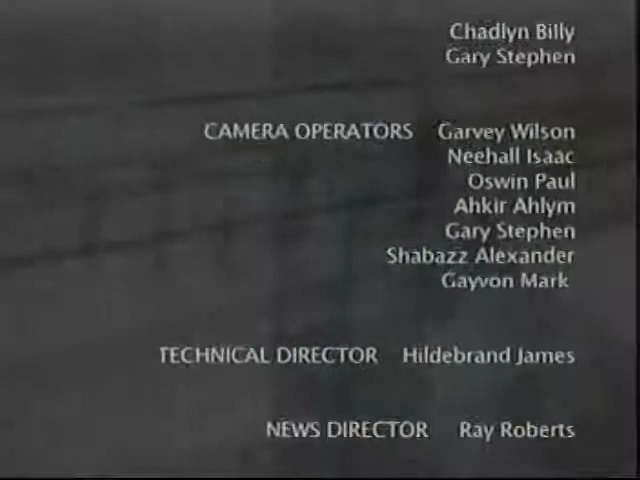 Chadlyn Billy
Gary Stephen
CAMERA OPERATORS Garvey Wilson
Neehall Isaac
Oswin Paul
Ahkir Ahlym
Gary Stephen
Shabazz Alexander
Gayvon Mark
TECHNICAL DIRECTOR Hildebrand James
NEWS DIRECTOR Ray Roberts